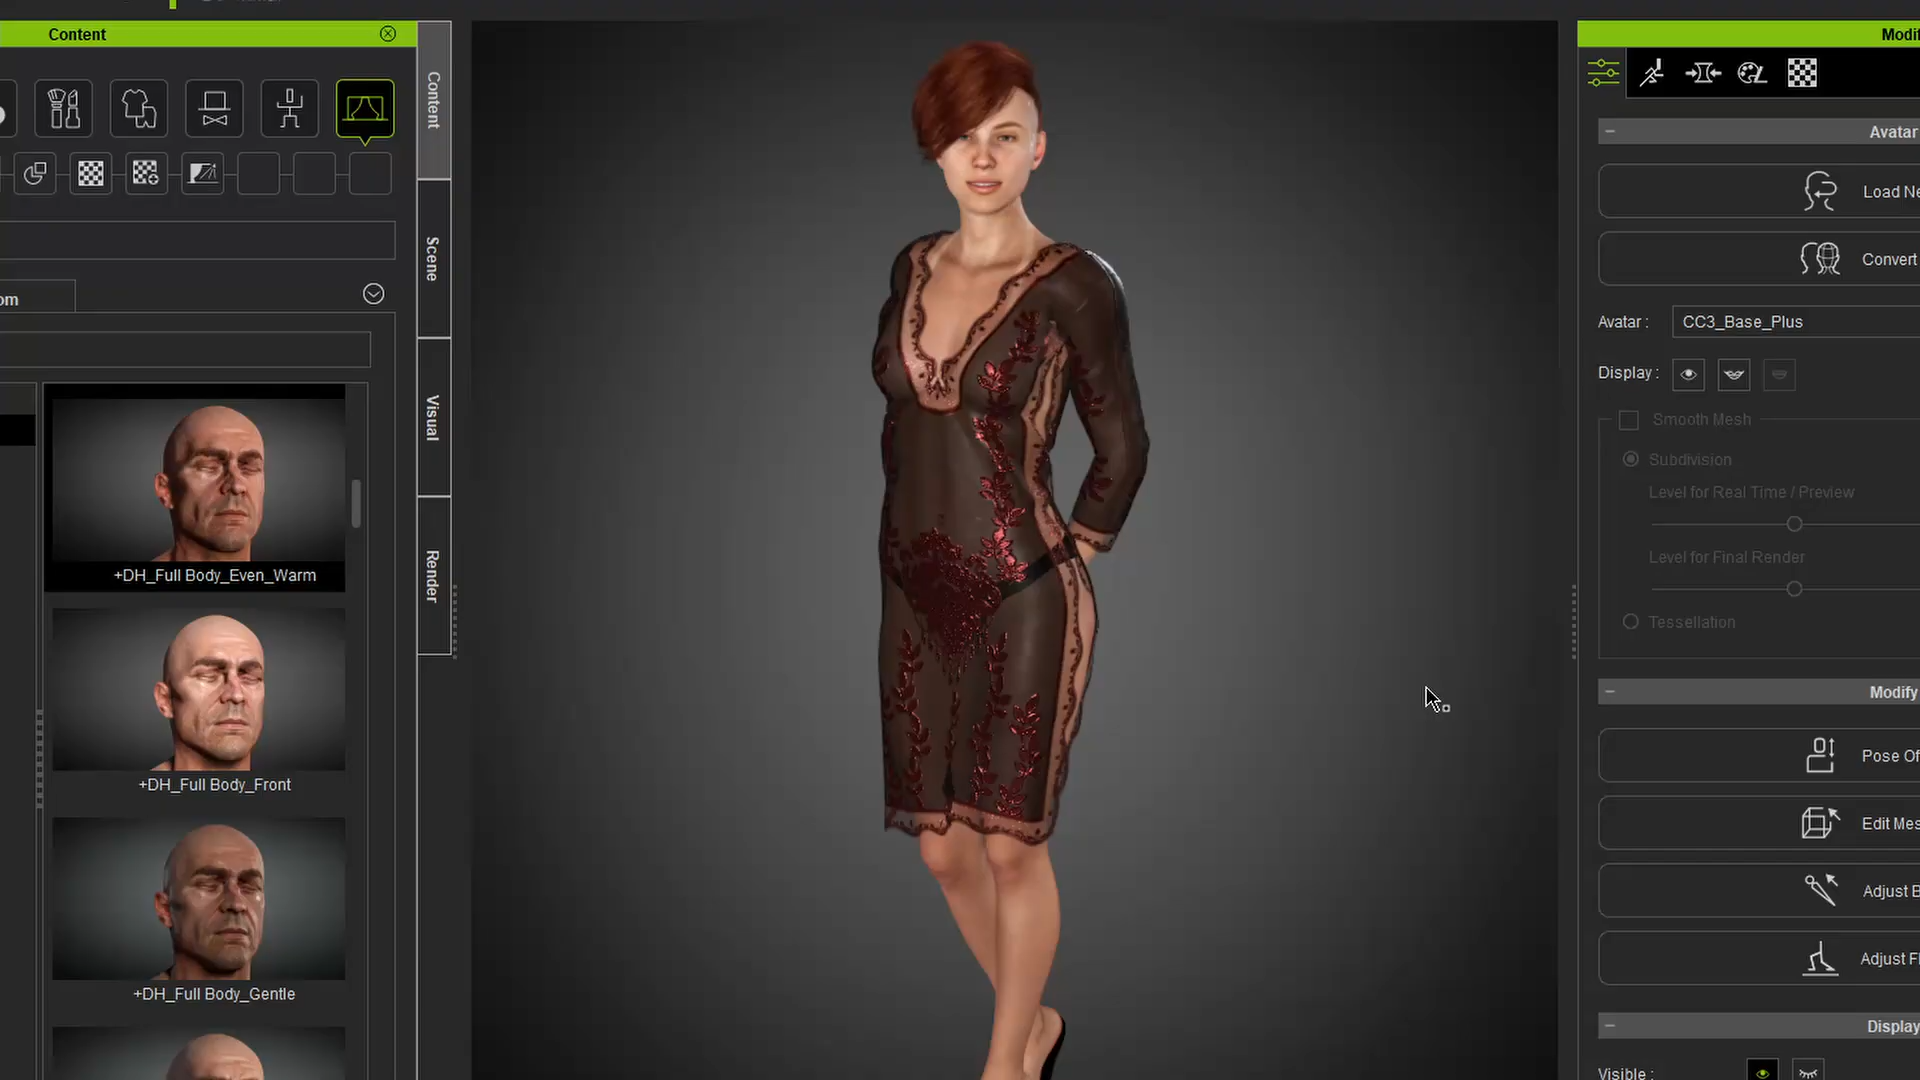 Content
Modif
Content
Scene
Visual
Render
om
+DH_Full Body_Even_Warm
+DH_Full Body_Front
+DH_Full Body_Gentle
Avatar
Load Ne
Convert
Avatar :
CC3_Base_Plus
Display :
Smooth Mesh
Subdivision
Level for Real Time / Preview
Level for Final Render
Tessellation
Modify
Pose Of
Edit Mes
Adjust B
Adjust F
Display
Visible :